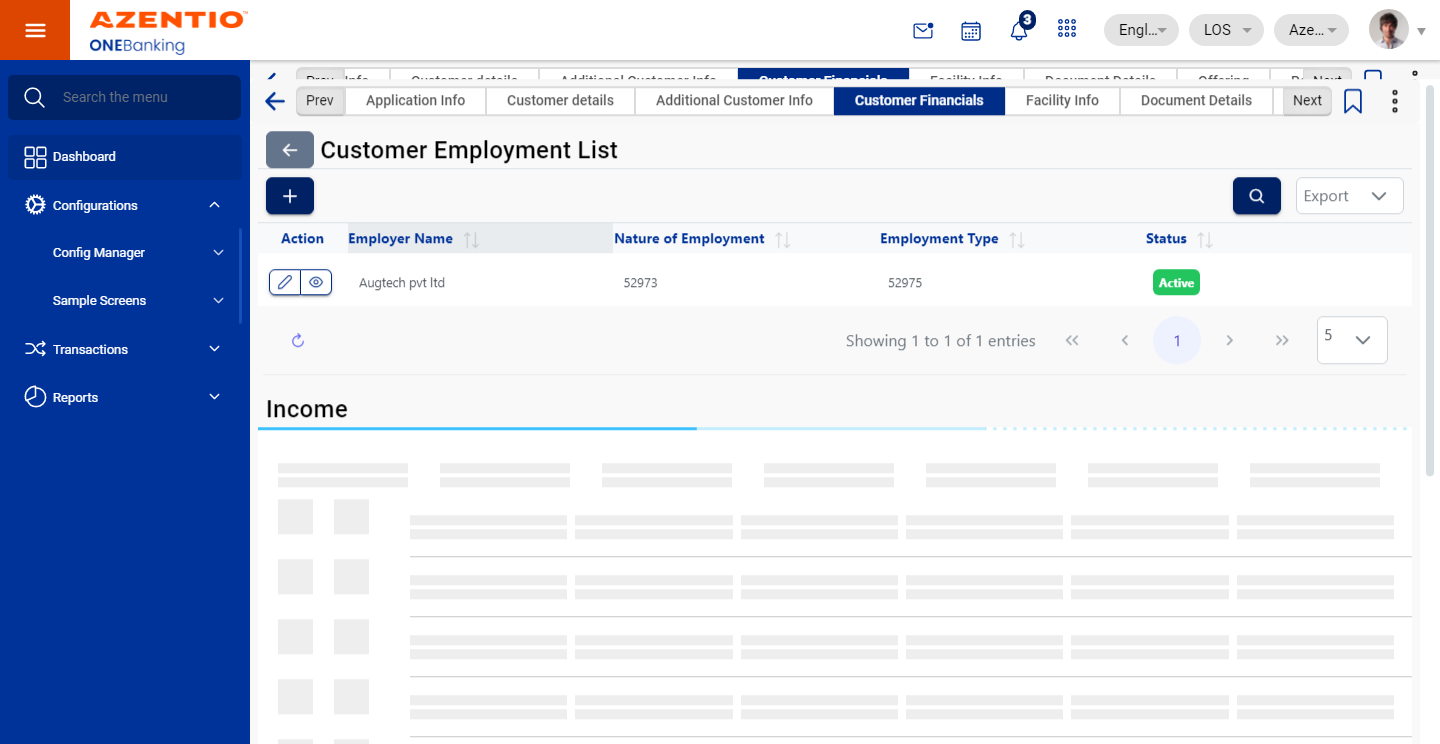 AZENTIO™
ONEBanking
3
Engl...
LOS
Aze...
Search the menu
Dashboard
Configurations
Config Manager
Sample Screens
Transactions
Reports
Prev
Info
Customer details
Additional Customer Info
Customer Financials
Facility Info
Document Details
Offering
Next
Prev
Application Info
Customer details
Additional Customer Info
Customer Financials
Facility Info
Document Details
Next
Customer Employment List
Export
Action
Employer Name
Nature of Employment
Employment Type
Status
Augtech pvt ltd
52973
52975
Active
Showing 1 to 1 of 1 entries
1
5
Income